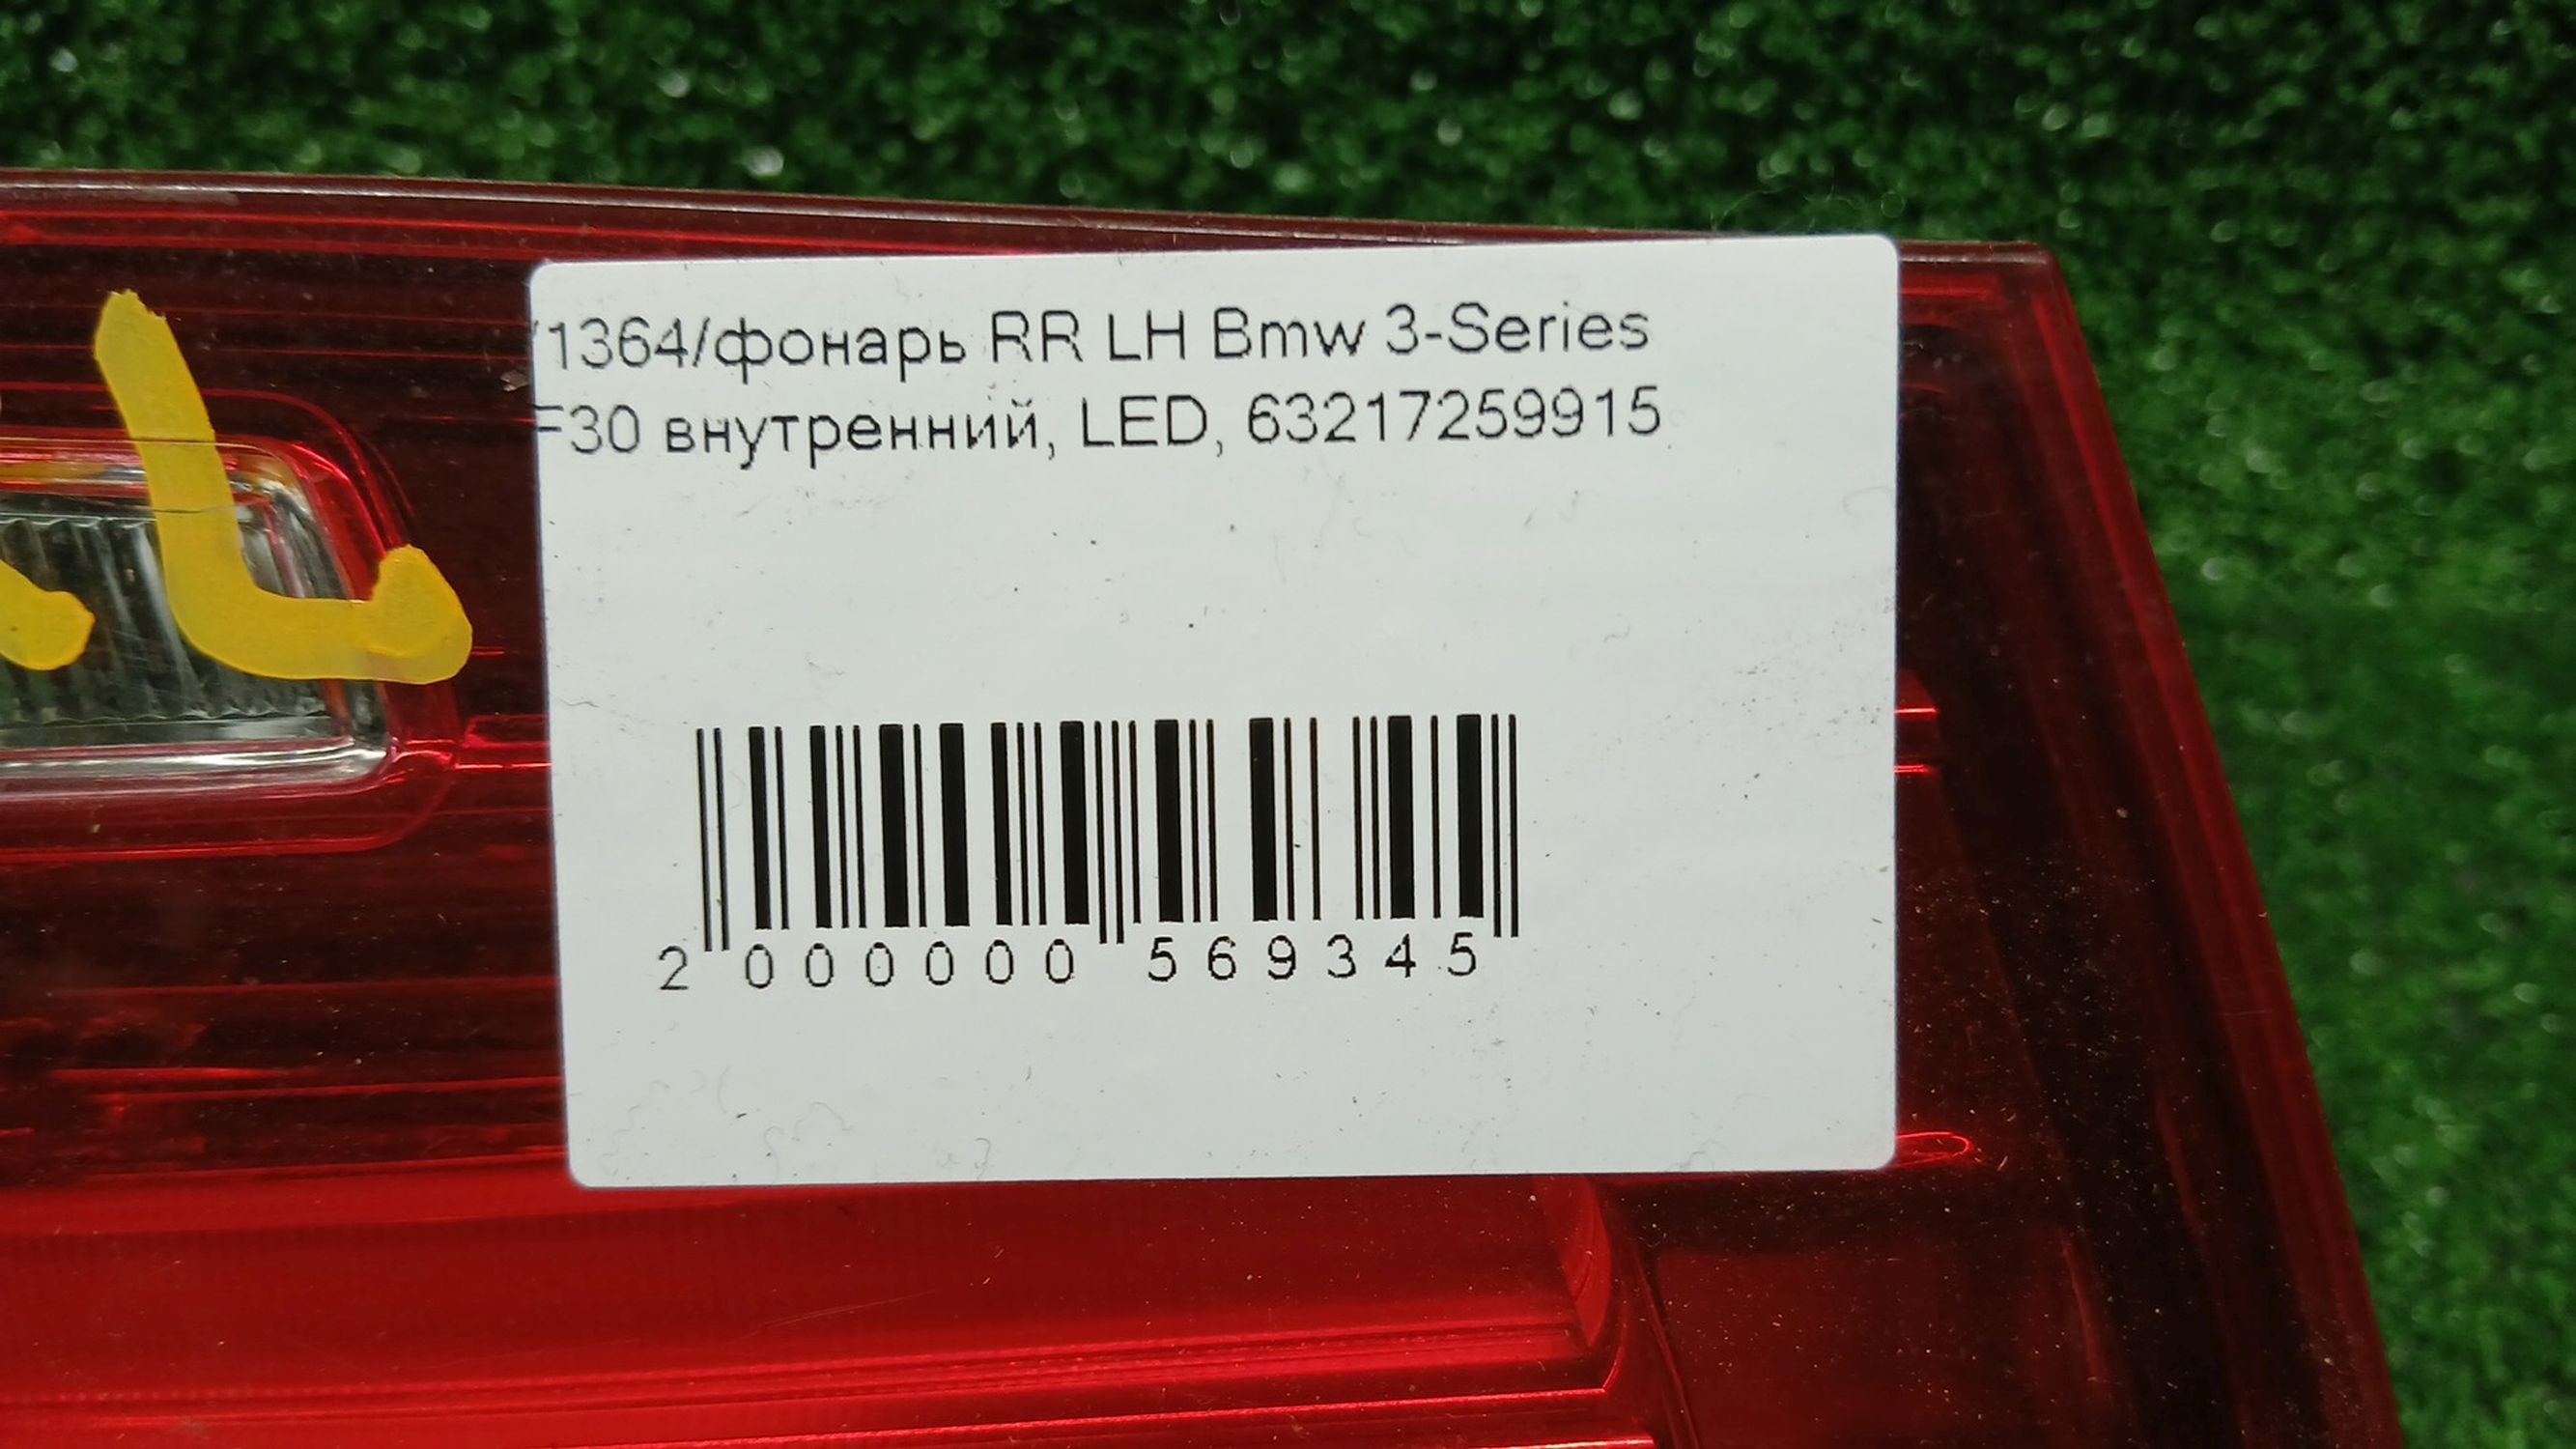 1364/фонарь RR LH Bmw 3-Series
F30 внутренний, LED, 63217259915
L
2 000000 569345